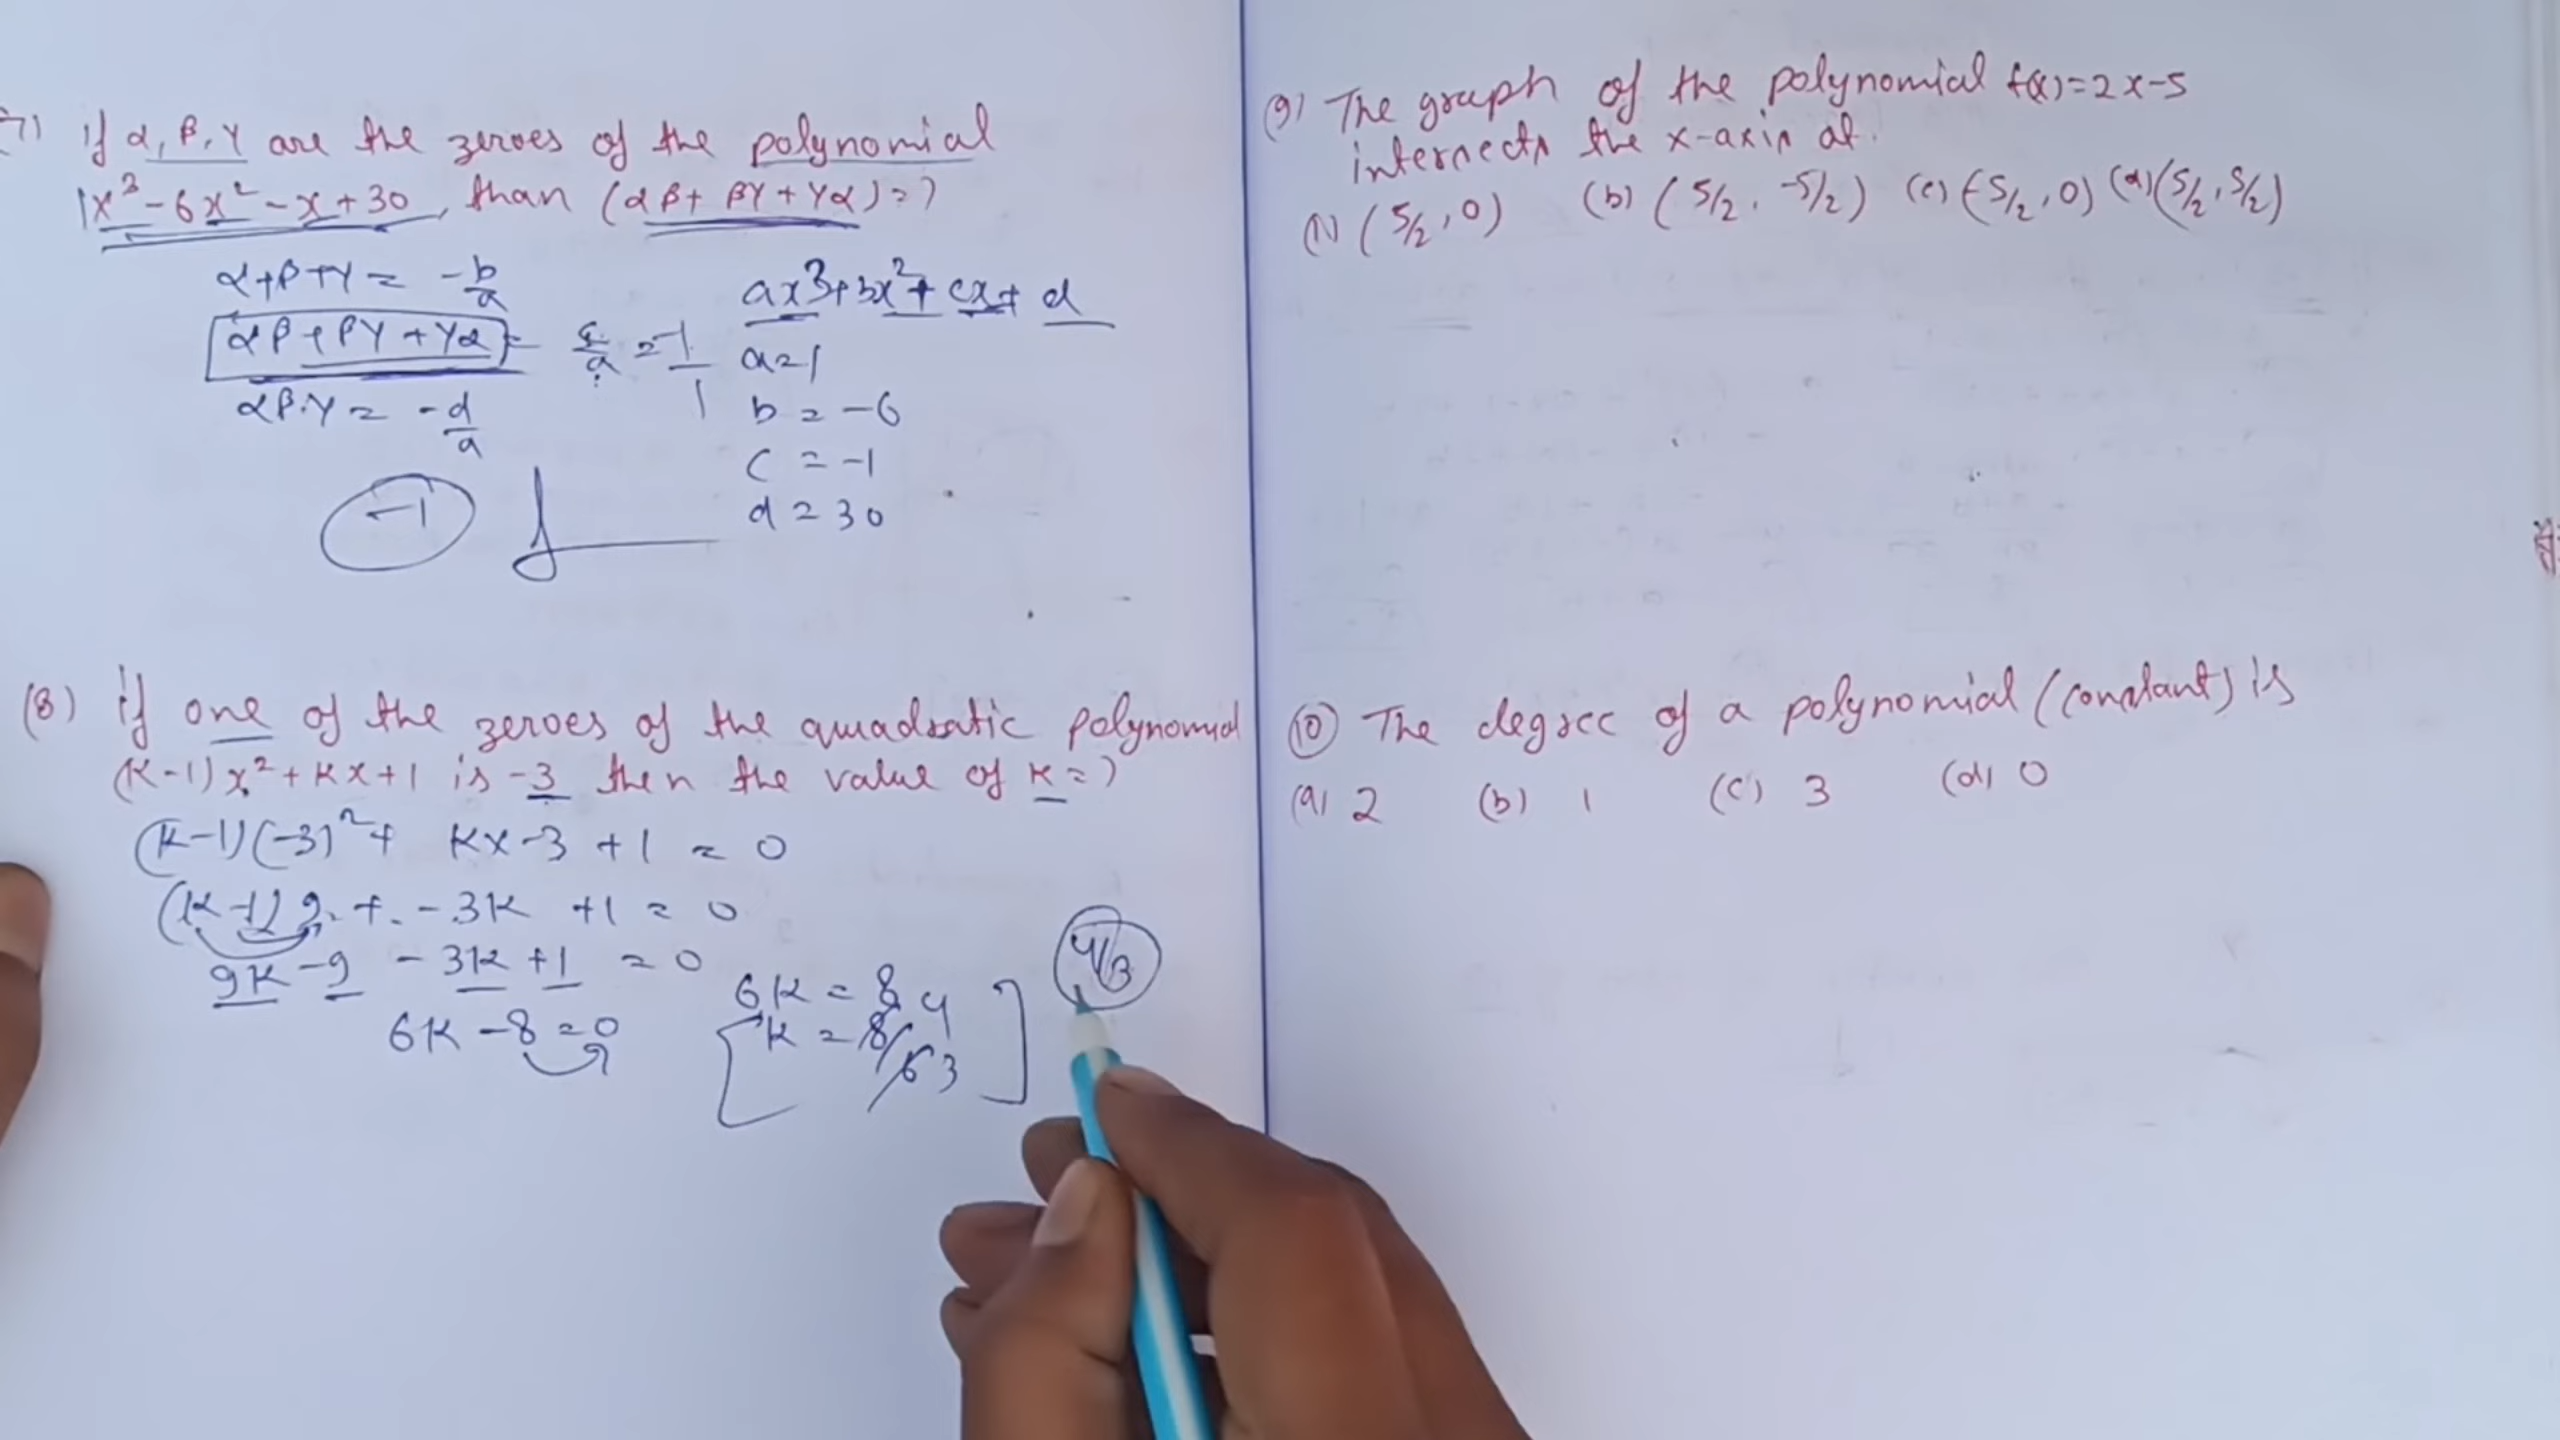 7) if α, β, γ are the zeroes of the polynomial
1x³-6x²-x+30, than (αβ+ βγ+γα)=?
α+β+γ = -b/a
αβ+βγ+γα = c/a = -1/1
αβ.γ = -d/a
-1
ax³+bx²+cx+d
a=1
b = -6
c = -1
d = 30
(8) if one of the zeroes of the quadratic polynomial
(k-1)x²+kx+1 is -3 then the value of k=?
(k-1)(-3)²+ kx-3 +1 = 0
(k-1)9 + -3k +1 = 0
9k-9 -3k+1 = 0
6k-8=0
6k = 8
k = 8/6 4 3
4/3
(9) The graph of the polynomial f(x)=2x-5
intersects the x-axis at.
(5/2, 0) (b) (5/2, -5/2) (c) (-5/2, 0) (d) (5/2, 5/2)
(10) The degree of a polynomial (constant) is
(a) 2 (b) 1 (c) 3 (d) 0